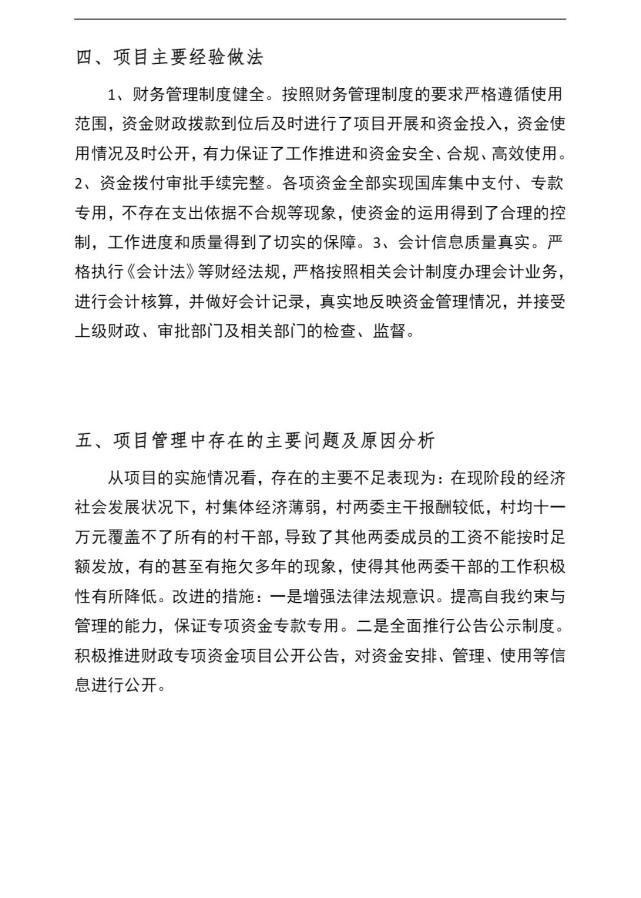 四、项目主要经验做法
1、财务管理制度健全。按照财务管理制度的要求严格遵循使用
范围，资金财政拨款到位后及时进行了项目开展和资金投入，资金使
用情况及时公开，有力保证了工作推进和资金安全、合规、高效使用。
2、资金拨付审批手续完整。各项资金全部实现国库集中支付、专款
专用，不存在支出依据不合规等现象，使资金的运用得到了合理的控
制，工作进度和质量得到了切实的保障。3、会计信息质量真实。严
格执行《会计法》等财经法规，严格按照相关会计制度办理会计业务，
进行会计核算，并做好会计记录，真实地反映资金管理情况，并接受
上级财政、审批部门及相关部门的检查、监督。
五、项目管理中存在的主要问题及原因分析
从项目的实施情况看，存在的主要不足表现为：在现阶段的经济
社会发展状况下，村集体经济薄弱，村两委主干报酬较低，村均十一
万元覆盖不了所有的村干部，导致了其他两委成员的工资不能按时足
额发放，有的甚至有拖欠多年的现象，使得其他两委干部的工作积极
性有所降低。改进的措施：一是增强法律法规意识。提高自我约束与
管理的能力，保证专项资金专款专用。二是全面推行公告公示制度。
积极推进财政专项资金项目公开公告，对资金安排、管理、使用等信
息进行公开。